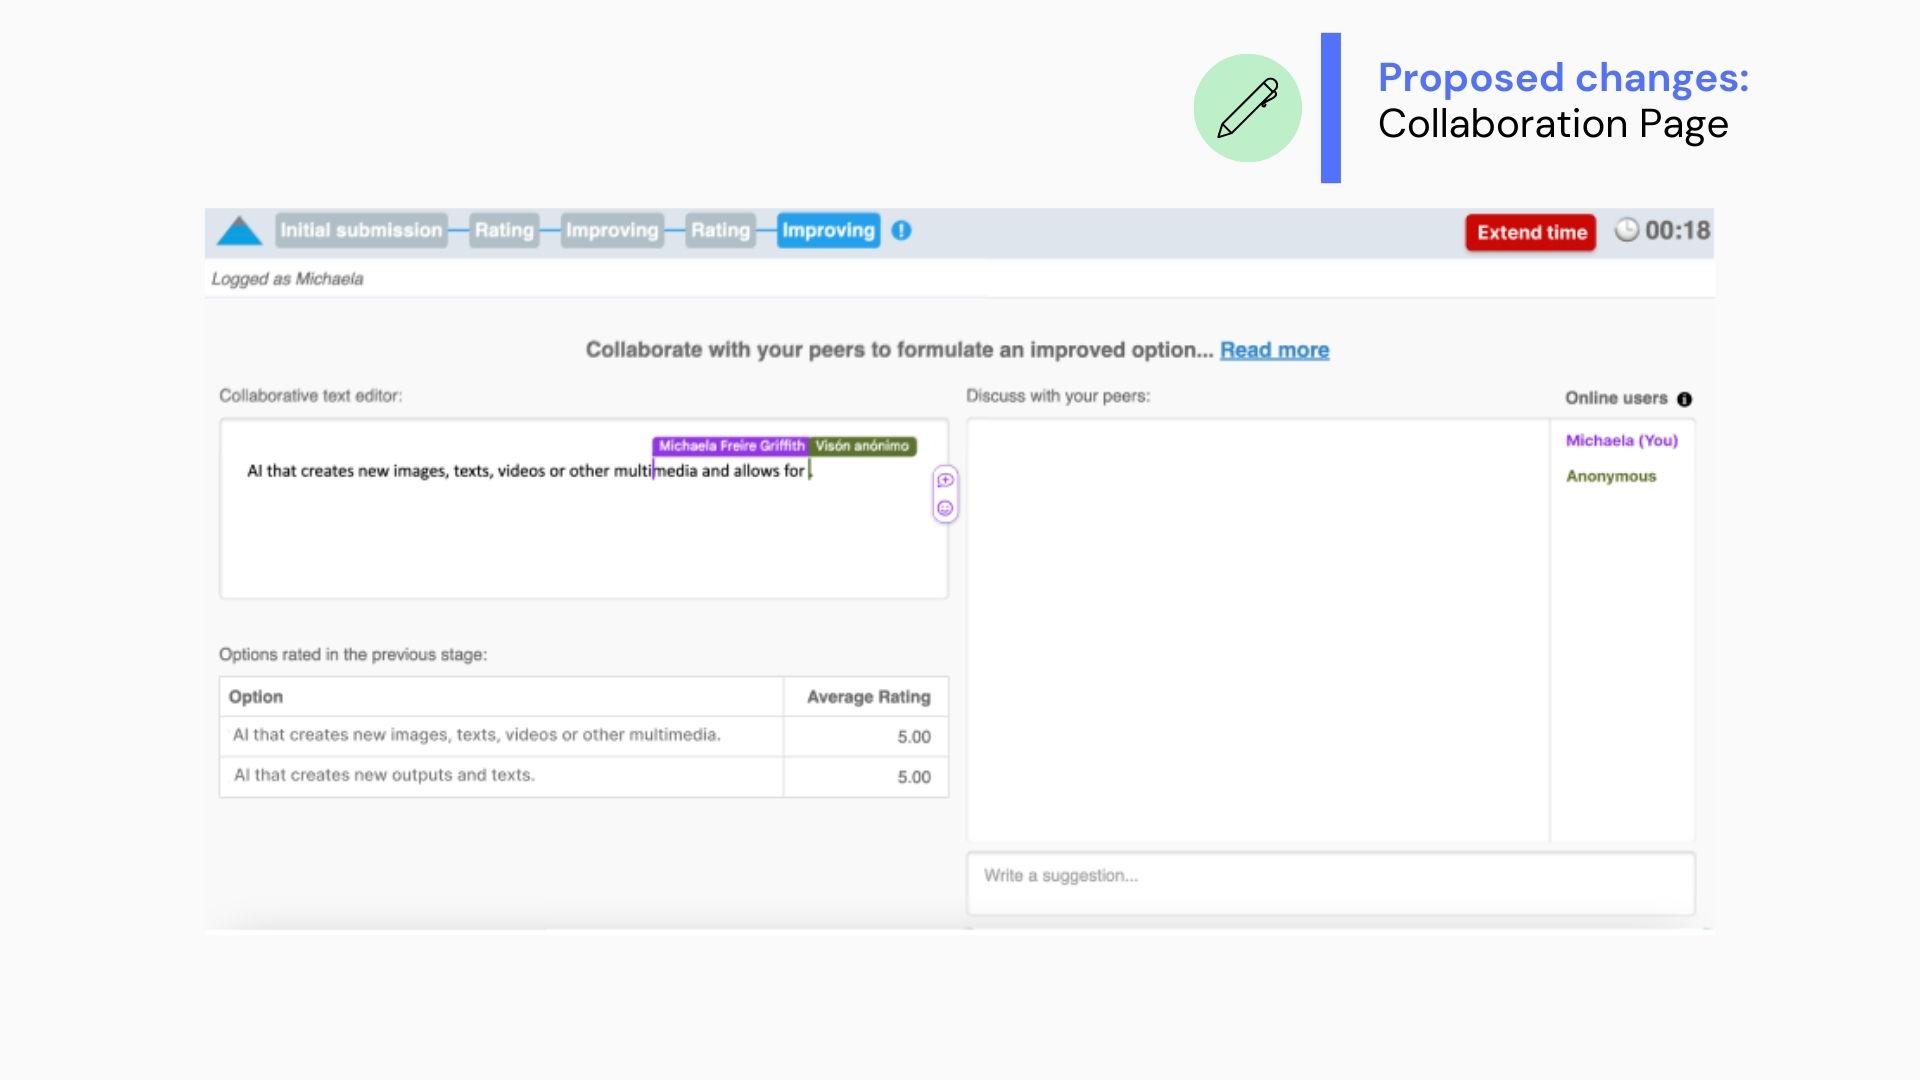 Proposed changes:
Collaboration Page
Initial submission Rating Improving Rating Improving Extend time 00:18
Logged as Michaela
Collaborate with your peers to formulate an improved option... Read more
Collaborative text editor:
Michaela Freire Griffith Visón anónimo
AI that creates new images, texts, videos or other multimedia and allows for .
Options rated in the previous stage:
Option Average Rating
AI that creates new images, texts, videos or other multimedia. 5.00
AI that creates new outputs and texts. 5.00
Discuss with your peers:
Online users
Michaela (You)
Anonymous
Write a suggestion...